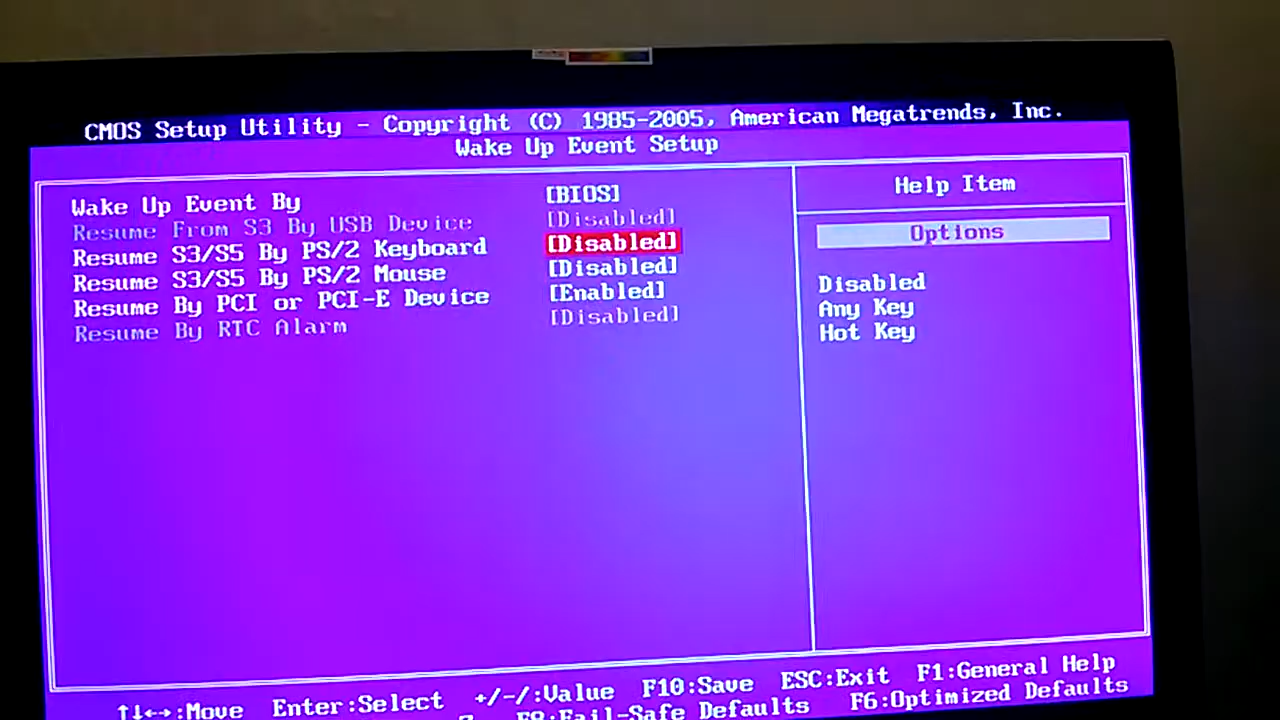 CMOS Setup Utility - Copyright (C) 1985-2005, American Megatrends, Inc.
Wake Up Event Setup
Wake Up Event By [BIOS]
Resume From S3 By USB Device [Disabled]
Resume S3/S5 By PS/2 Keyboard [Disabled]
Resume S3/S5 By PS/2 Mouse [Disabled]
Resume By PCI or PCI-E Device [Enabled]
Resume By RTC Alarm [Disabled]
Help Item
Options
Disabled
Any Key
Hot Key
↑↓←→:Move Enter:Select +/-/:Value F10:Save ESC:Exit F1:General Help
F8:Fail-Safe Defaults F6:Optimized Defaults